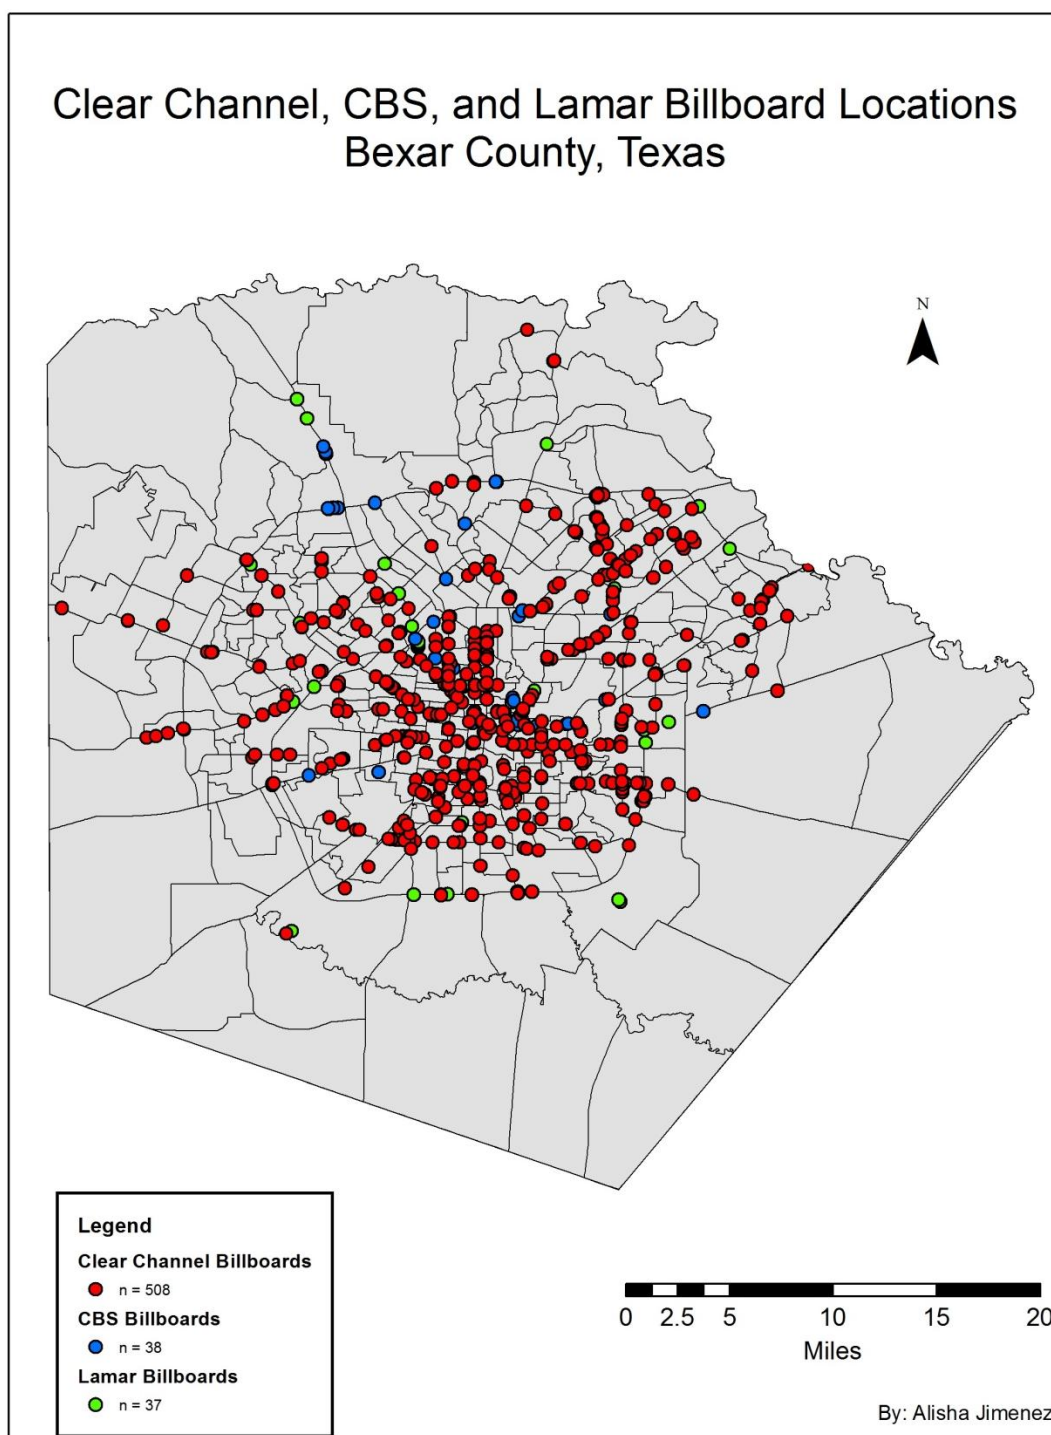 Clear Channel, CBS, and Lamar Billboard Locations
Bexar County, Texas
N
Legend
Clear Channel Billboards
n = 508
CBS Billboards
n = 38
Lamar Billboards
n = 37
0 2.5 5 10 15 20
Miles
By: Alisha Jimenez